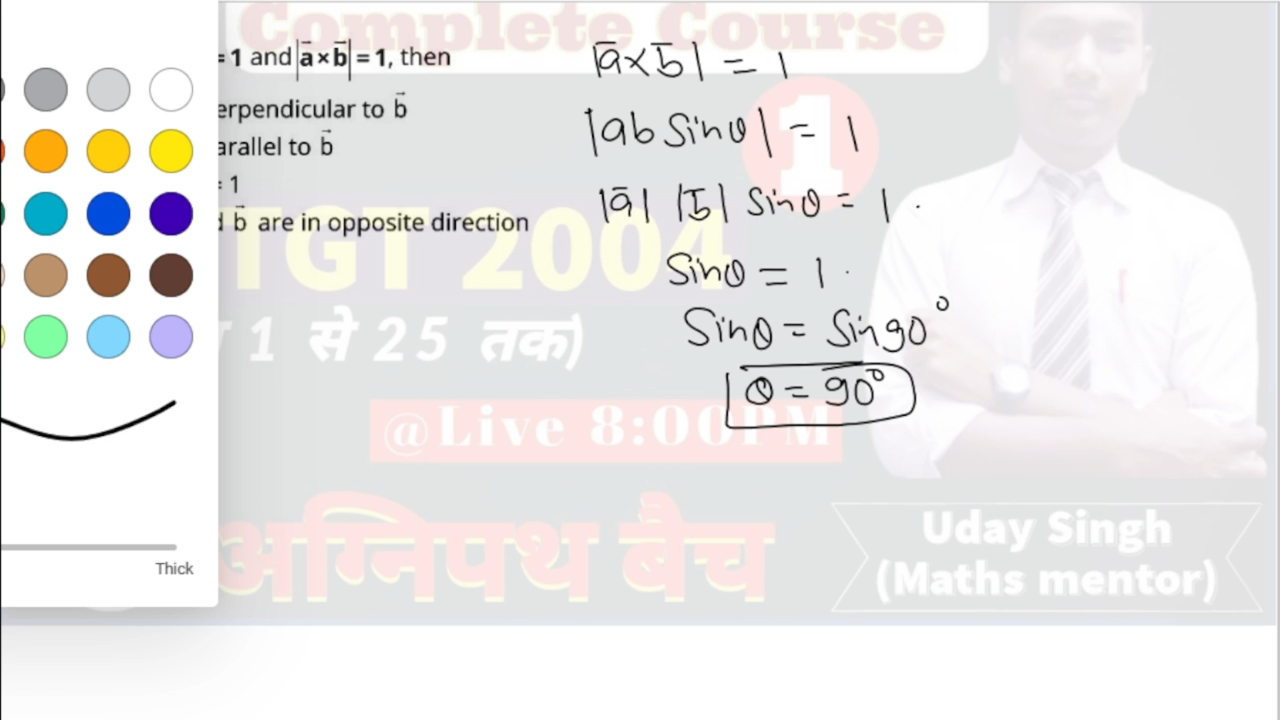 Complete Course
= 1 and |a⃗ × b⃗| = 1, then
erpendicular to b⃗
arallel to b⃗
= 1
d b⃗ are in opposite direction
|a̅×b̅| = 1
|ab Sinθ| = 1
|a̅| |b̅| Sinθ = 1 .
Sinθ = 1 .
Sinθ = Sin90°
θ = 90°
1
TGT 2004
1 से 25 तक)
@Live 8:00PM
अग्निपथ बैच
Uday Singh
(Maths mentor)
Thick